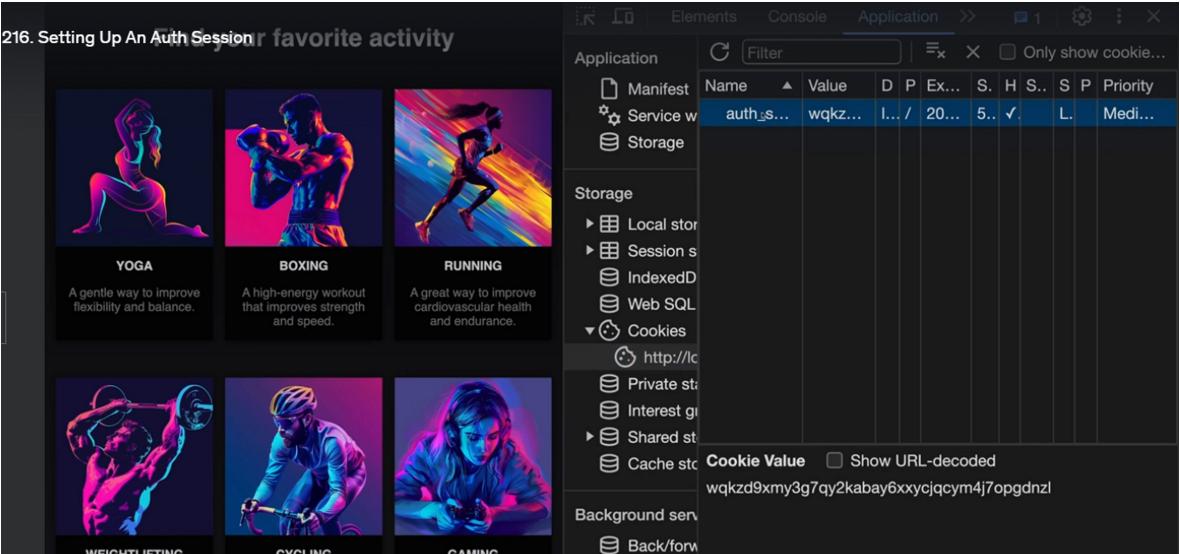 216. Setting Up An Auth Session
Find your favorite activity
YOGA
A gentle way to improve
flexibility and balance.
BOXING
A high-energy workout
that improves strength
and speed.
RUNNING
A great way to improve
cardiovascular health
and endurance.
WEIGHTLIFTING
CYCLING
GAMING
Elements Console Application 1
Application
Manifest
Service w
Storage
Storage
Local stor
Session s
IndexedD
Web SQL
Cookies
http://lo
Private sta
Interest gr
Shared st
Cache sto
Background serv
Back/forw
Filter
Only show cookie...
Name Value D P Ex... S. H S.. S P Priority
auth_s... wqkz... l... / 20... 5.. ✓ L. Medi...
Cookie Value Show URL-decoded
wqkzd9xmy3g7qy2kabay6xxycjqcym4j7opgdnzl